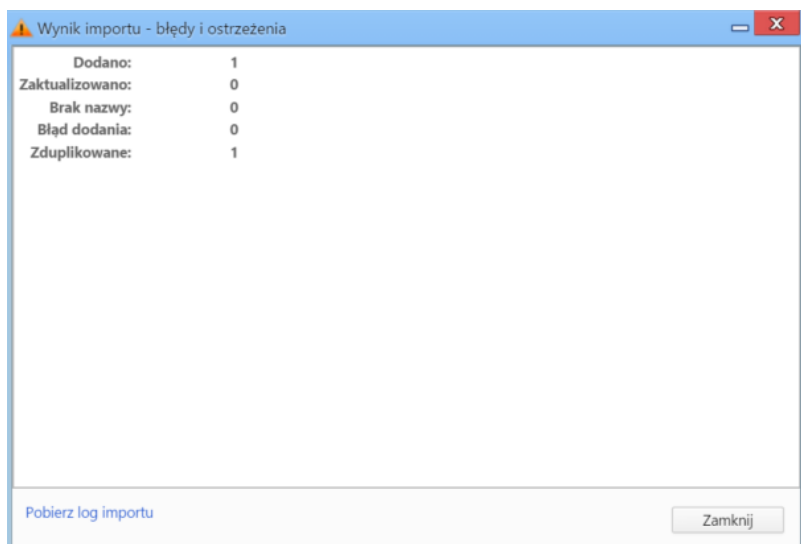 Wynik importu - błędy i ostrzeżenia
Dodano: 1
Zaktualizowano: 0
Brak nazwy: 0
Błąd dodania: 0
Zduplikowane: 1
Pobierz log importu
Zamknij